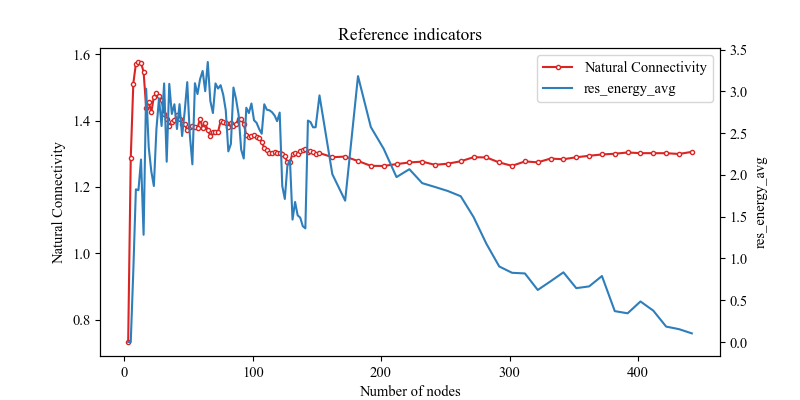 Reference indicators
Natural Connectivity
res_energy_avg
1.6
1.4
1.2
1.0
0.8
Natural Connectivity
3.5
3.0
2.5
2.0
1.5
1.0
0.5
0.0
res_energy_avg
0 100 200 300 400
Number of nodes